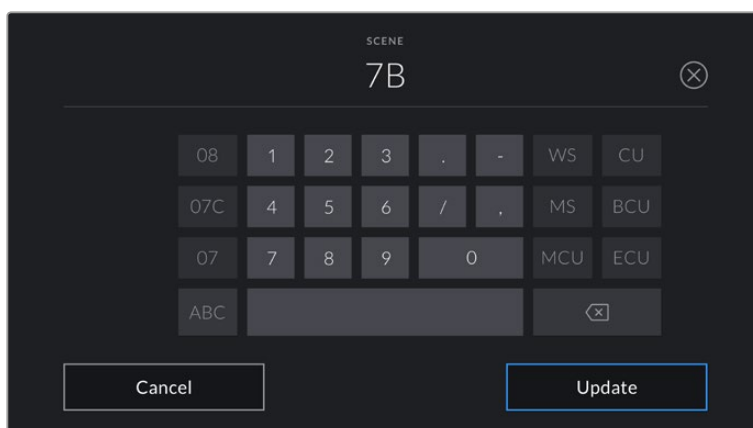 SCENE
7B
08 1 2 3 . - WS CU
07C 4 5 6 / , MS BCU
07 7 8 9 0 MCU ECU
ABC
Cancel Update